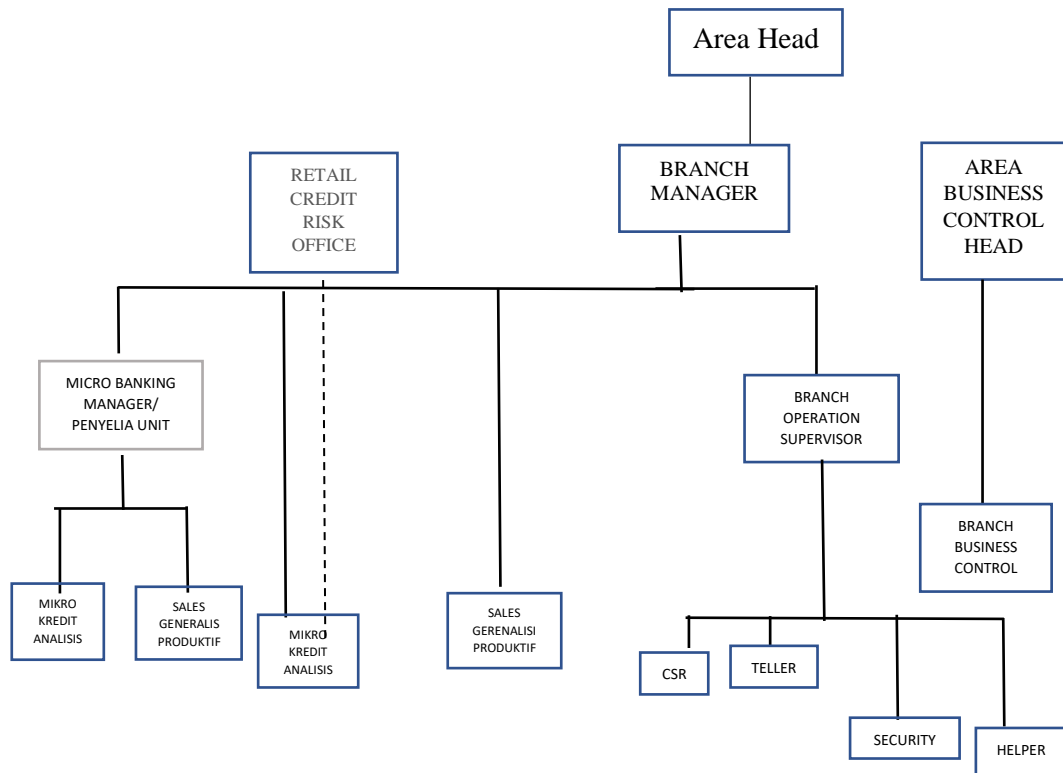 Area Head
RETAIL
CREDIT
RISK
OFFICE
BRANCH
MANAGER
AREA
BUSINESS
CONTROL
HEAD
MICRO BANKING
MANAGER/
PENYELIA UNIT
BRANCH
OPERATION
SUPERVISOR
BRANCH
BUSINESS
CONTROL
MIKRO
KREDIT
ANALISIS
SALES
GENERALIS
PRODUKTIF
MIKRO
KREDIT
ANALISIS
SALES
GERENALISI
PRODUKTIF
CSR
TELLER
SECURITY
HELPER